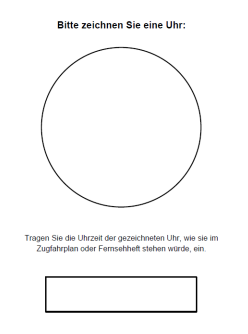 Bitte zeichnen Sie eine Uhr:
Tragen Sie die Uhrzeit der gezeichneten Uhr, wie sie im
Zugfahrplan oder Fernsehheft stehen würde, ein.